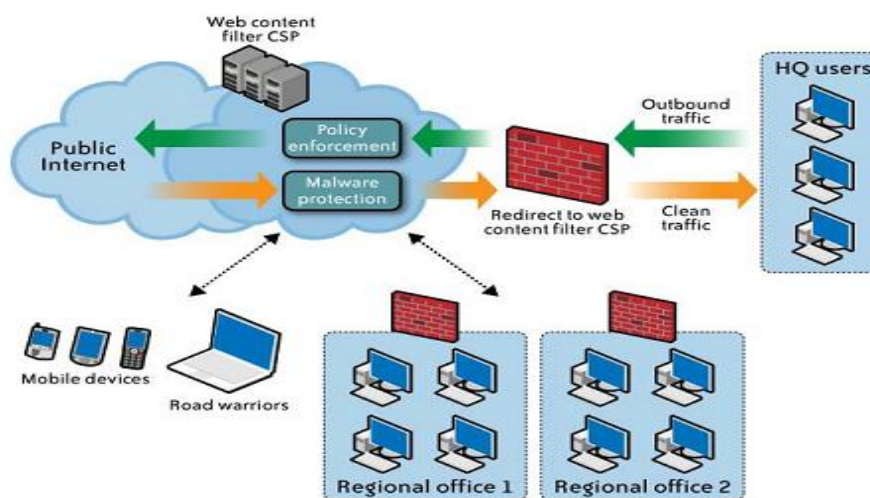 Web content
filter CSP
HQ users
Outbound
traffic
Policy
enforcement
Public
Internet
Malware
protection
Redirect to web
content filter CSP
Clean
traffic
Mobile devices
Road warriors
Regional office 1
Regional office 2